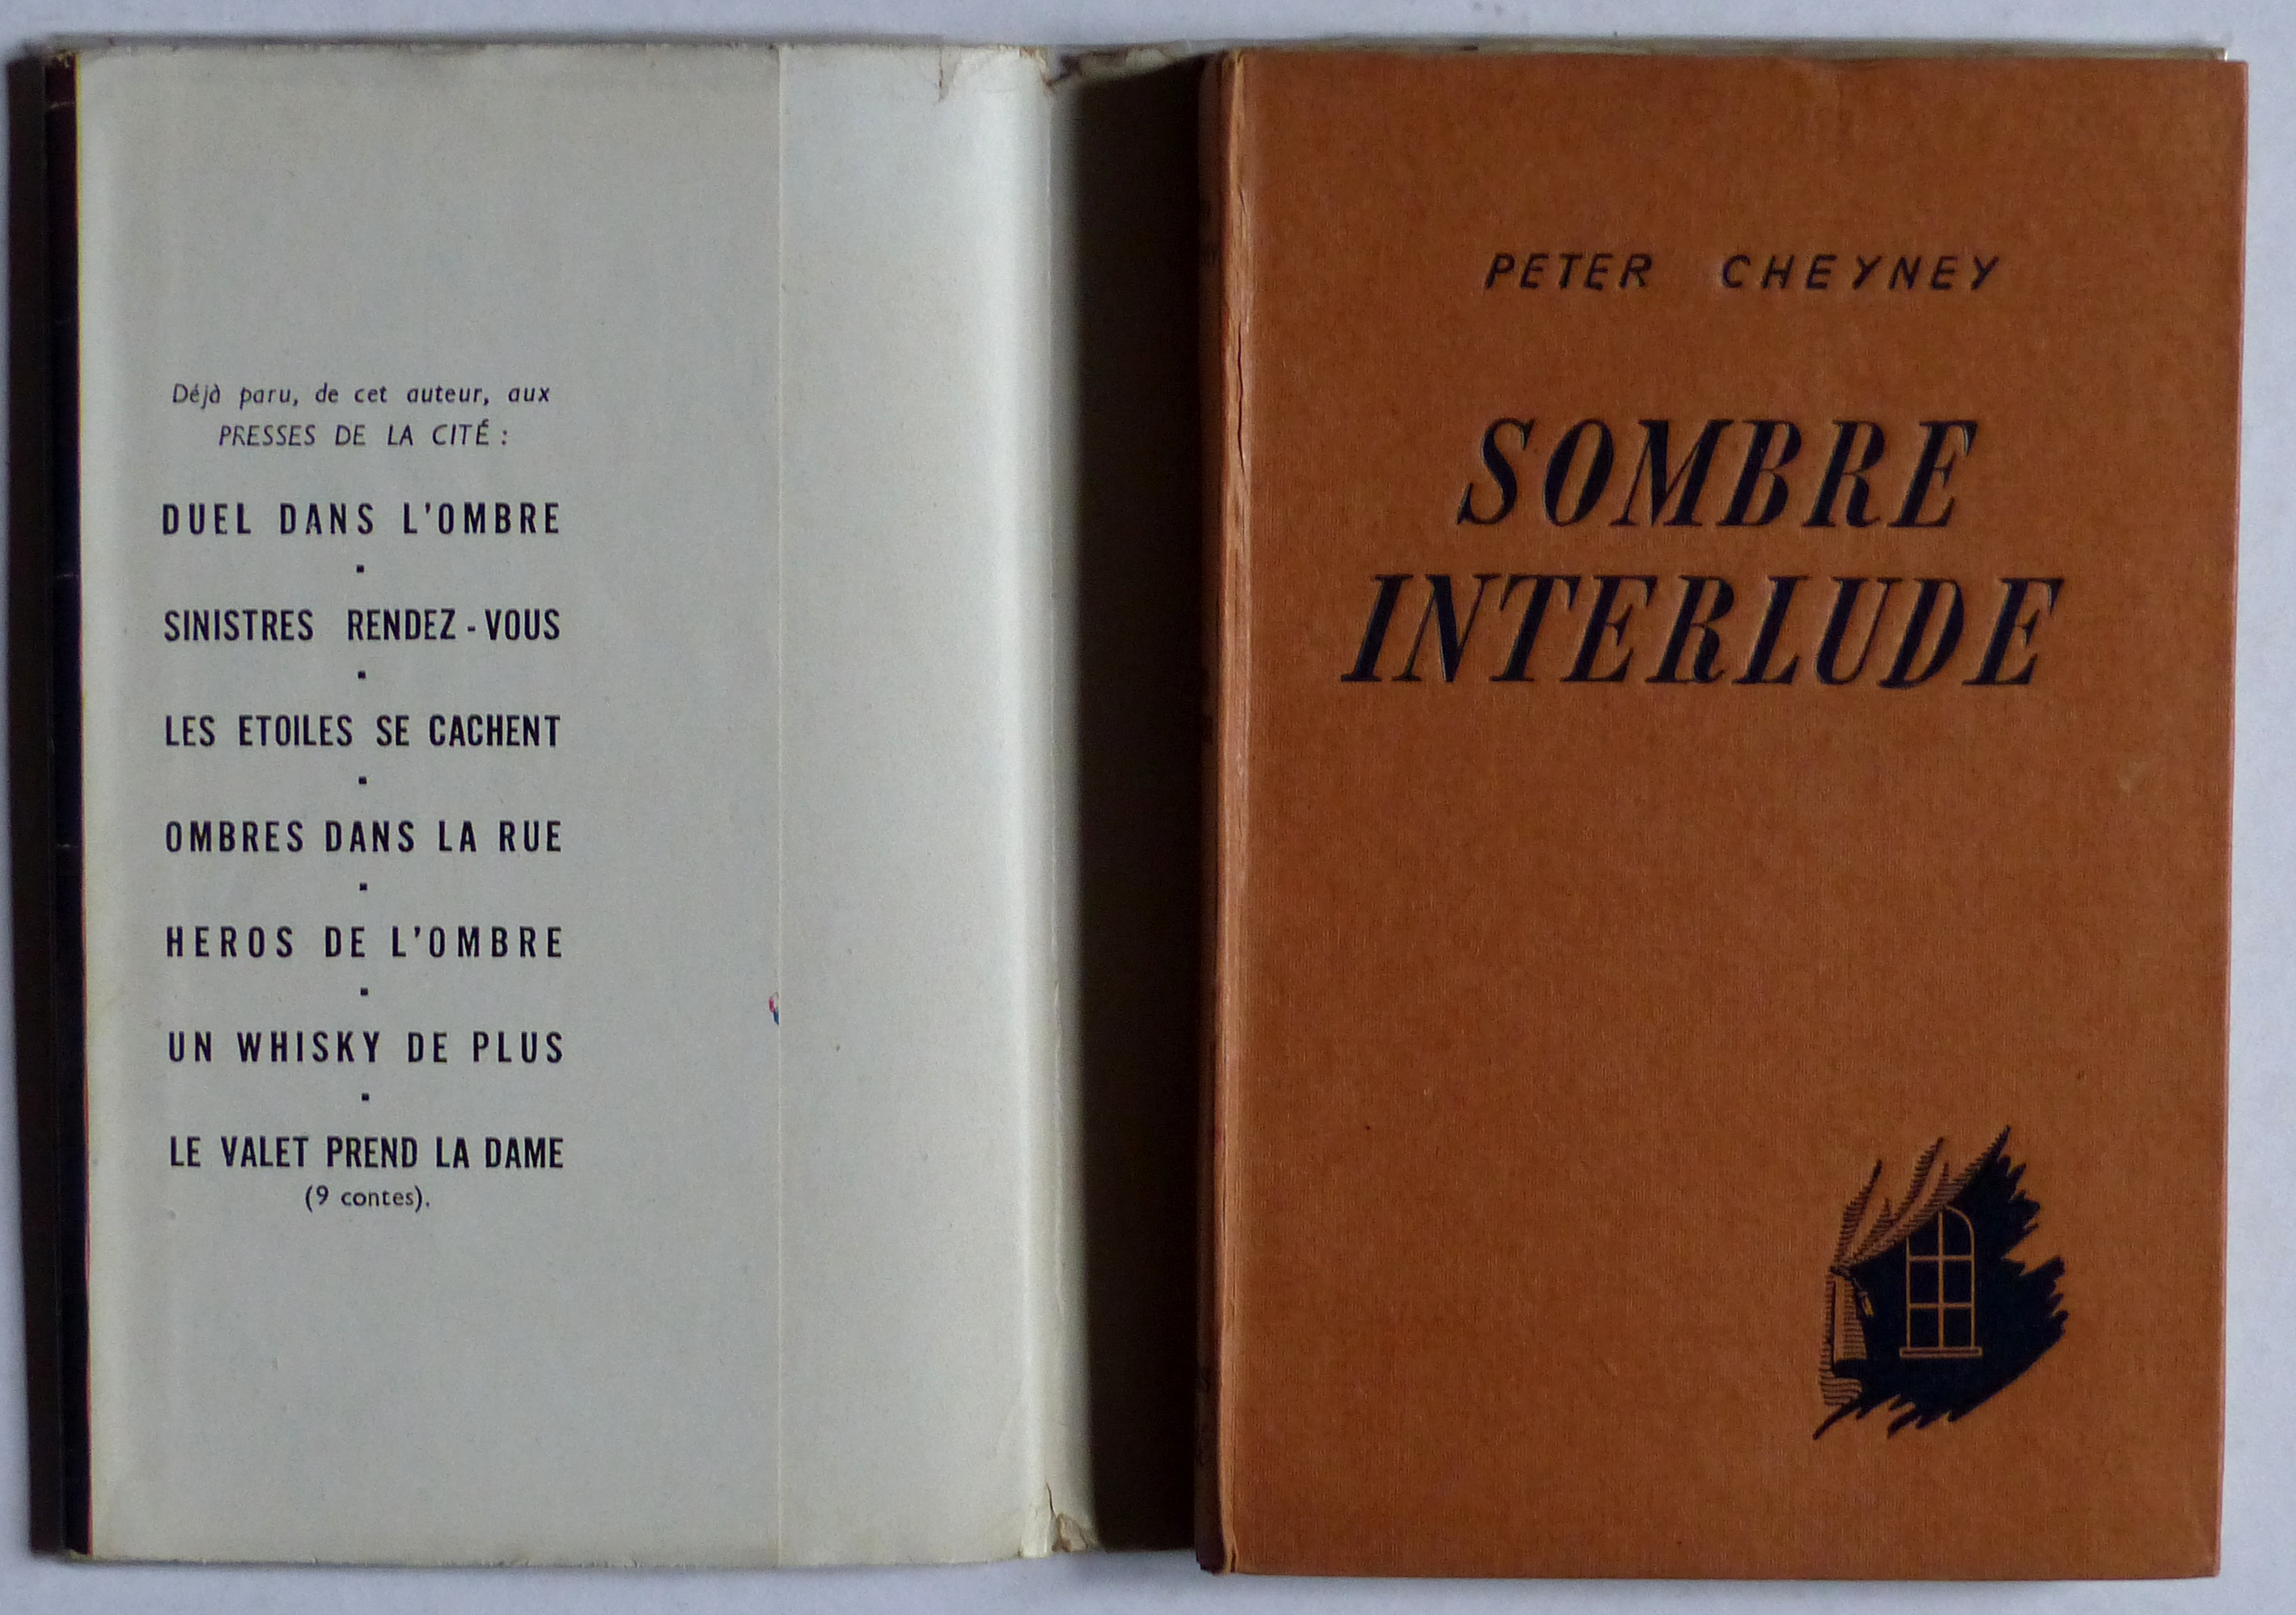 Déjà paru, de cet auteur, aux
PRESSES DE LA CITÉ :
DUEL DANS L'OMBRE
SINISTRES RENDEZ-VOUS
LES ETOILES SE CACHENT
OMBRES DANS LA RUE
HEROS DE L'OMBRE
UN WHISKY DE PLUS
LE VALET PREND LA DAME
(9 contes).
PETER CHEYNEY
SOMBRE
INTERLUDE